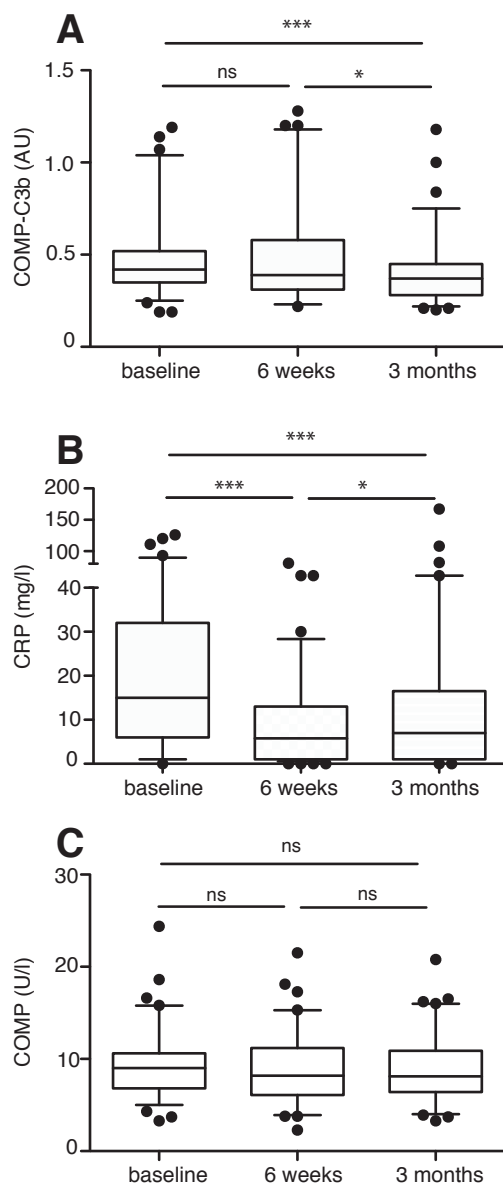 A
***
ns
*
1.5
1.0
0.5
0
COMP-C3b (AU)
baseline 6 weeks 3 months
B
***
***
*
200
150
100
40
30
20
10
0
CRP (mg/l)
baseline 6 weeks 3 months
C
ns
ns
ns
30
20
10
0
COMP (U/l)
baseline 6 weeks 3 months